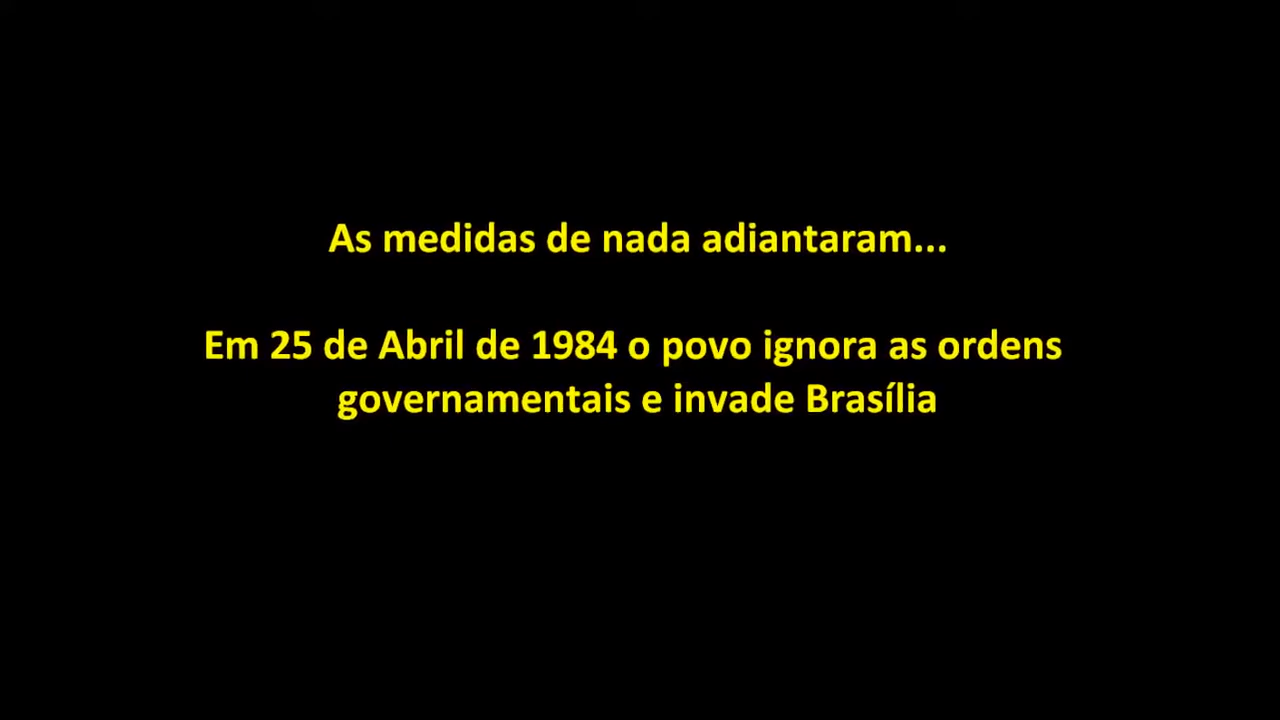 As medidas de nada adiantaram...
Em 25 de Abril de 1984 o povo ignora as ordens
governamentais e invade Brasília